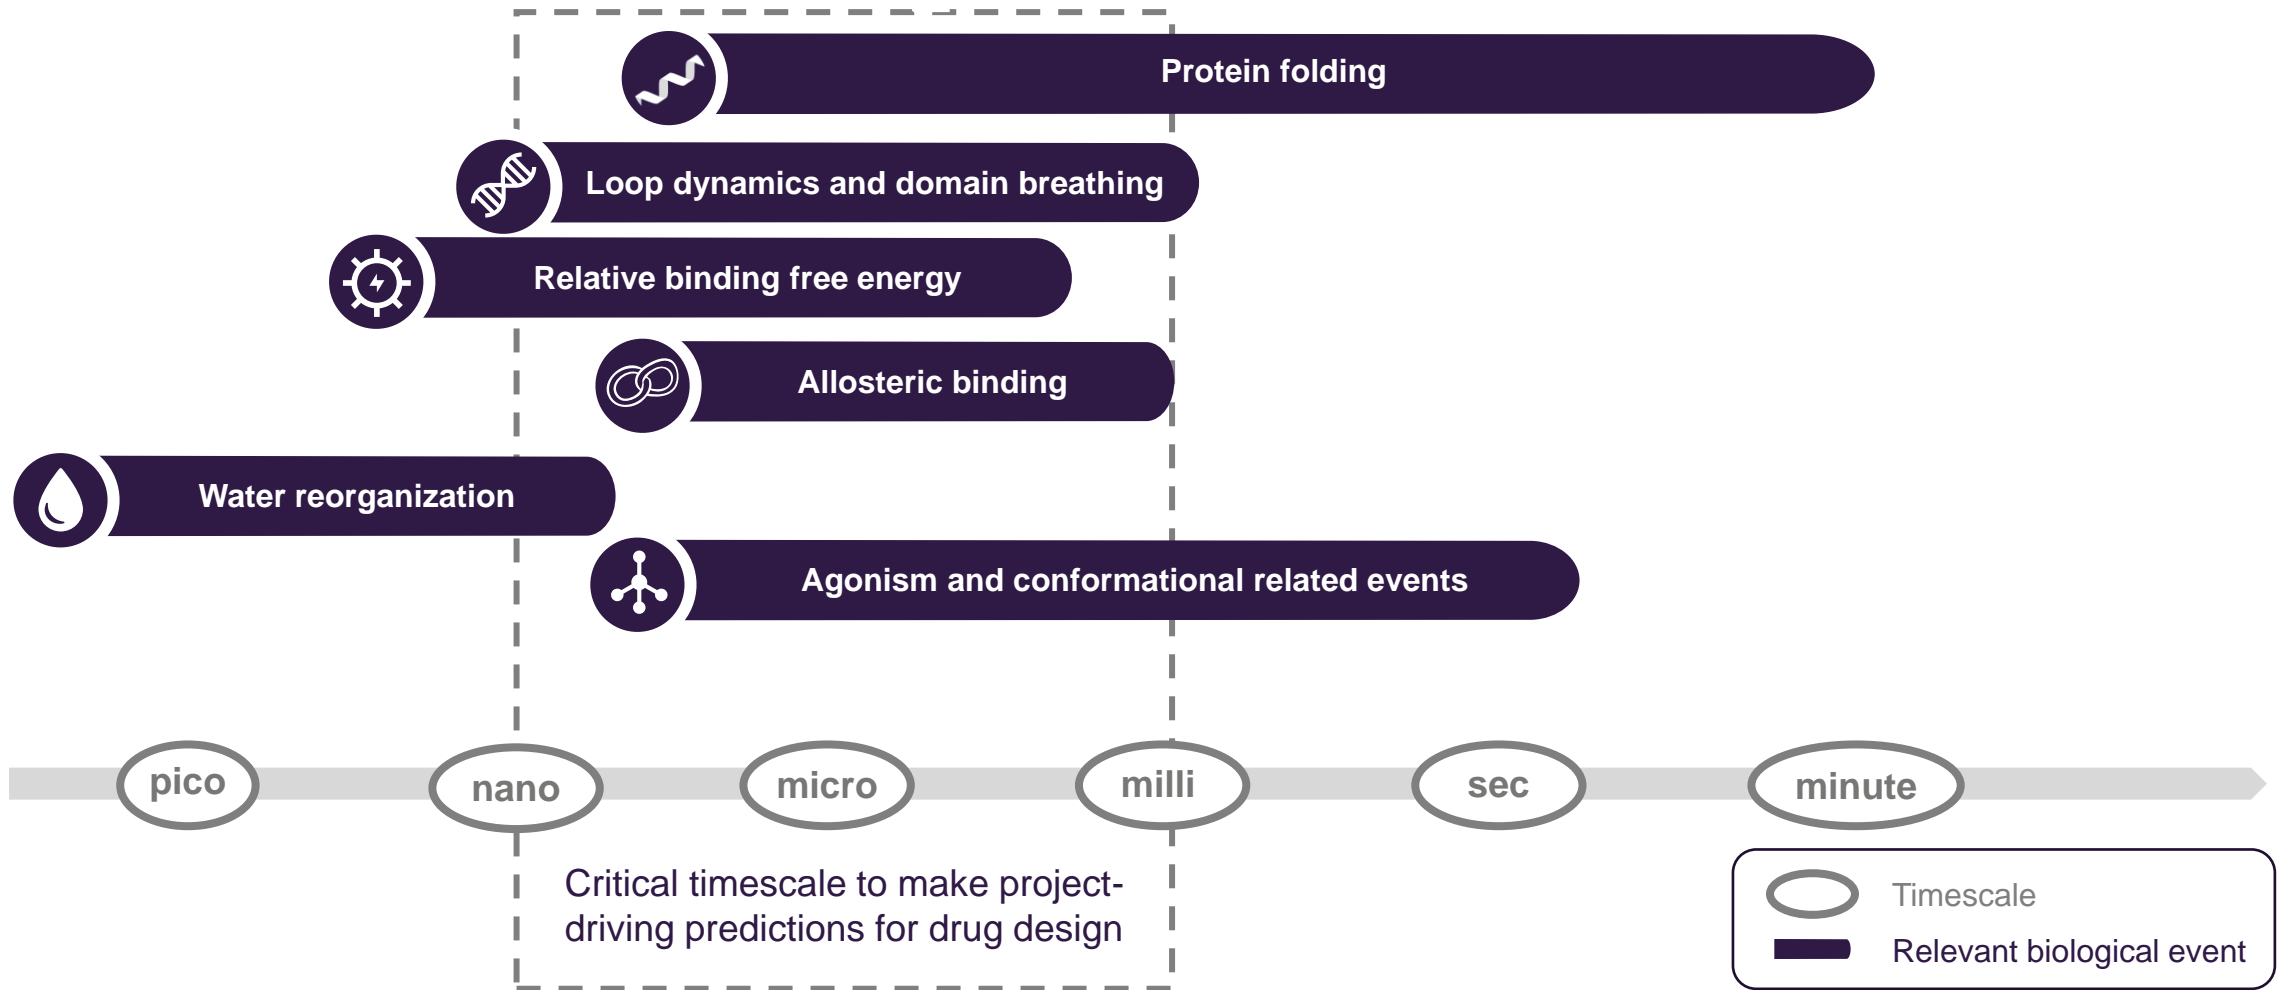 Protein folding
Loop dynamics and domain breathing
Relative binding free energy
Allosteric binding
Water reorganization
Agonism and conformational related events
pico
nano
micro
milli
sec
minute
Critical timescale to make project-
driving predictions for drug design
Timescale
Relevant biological event